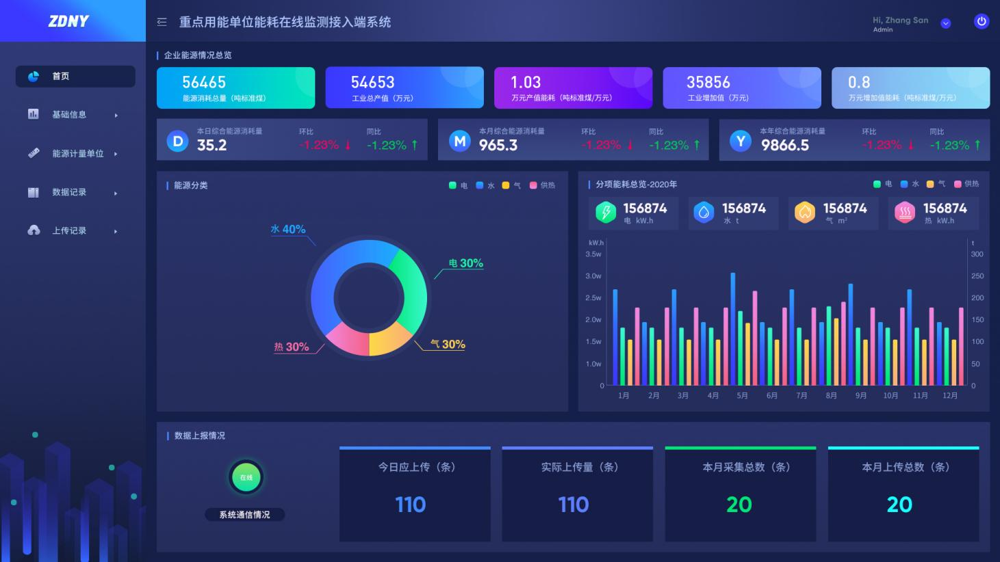 ZDNY
重点用能单位能耗在线监测接入端系统
Hi, Zhang San
Admin
首页
基础信息
能源计量单位
数据记录
上传记录
企业能源情况总览
56465
能源消耗总量（吨标准煤）
54653
工业总产值（万元）
1.03
万元产值能耗（吨标准煤/万元）
35856
工业增加值（万元）
0.8
万元增加值能耗（吨标准煤/万元）
D
本日综合能源消耗量
35.2
环比
-1.23%
同比
-1.23%
M
本月综合能源消耗量
965.3
环比
-1.23%
同比
-1.23%
Y
本年综合能源消耗量
9866.5
环比
-1.23%
同比
-1.23%
能源分类
电 水 气 供热
水 40%
电 30%
热 30%
气 30%
分项能耗总览-2020年
电 水 气 供热
156874
电 kW.h
156874
水 t
156874
气 m³
156874
热 kW.h
kW.h
3.5w
3.0w
2.5w
2.0w
1.5w
1.0w
0
t
300
250
200
150
100
50
0
1月 2月 3月 4月 5月 6月 7月 8月 9月 10月 11月 12月
数据上报情况
在线
系统通信情况
今日应上传（条）
110
实际上传量（条）
110
本月采集总数（条）
20
本月上传总数（条）
20